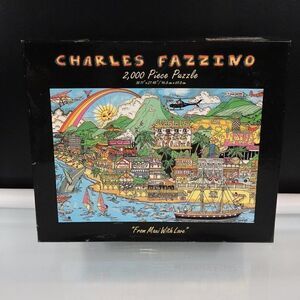 CHARLES FAZZINO
2,000 Piece Puzzle
"From Maui With Love"